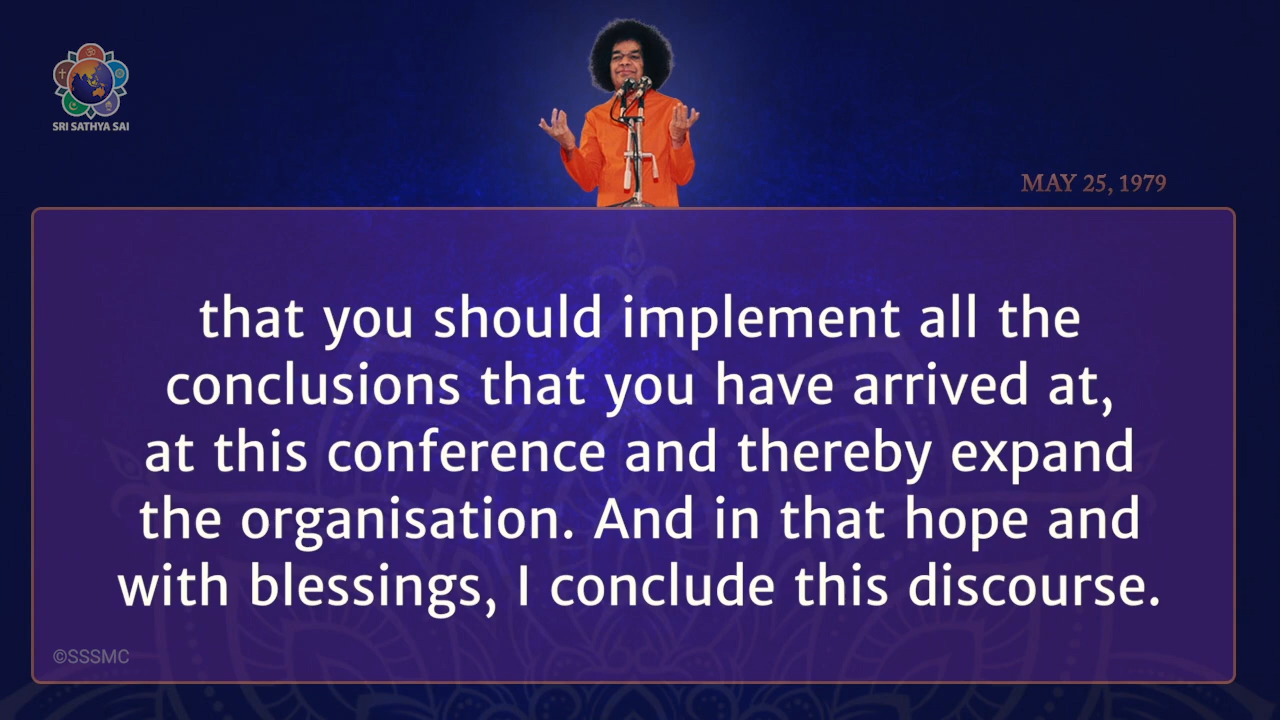 SRI SATHYA SAI
MAY 25, 1979
that you should implement all the
conclusions that you have arrived at,
at this conference and thereby expand
the organisation. And in that hope and
with blessings, I conclude this discourse.
©SSSMC